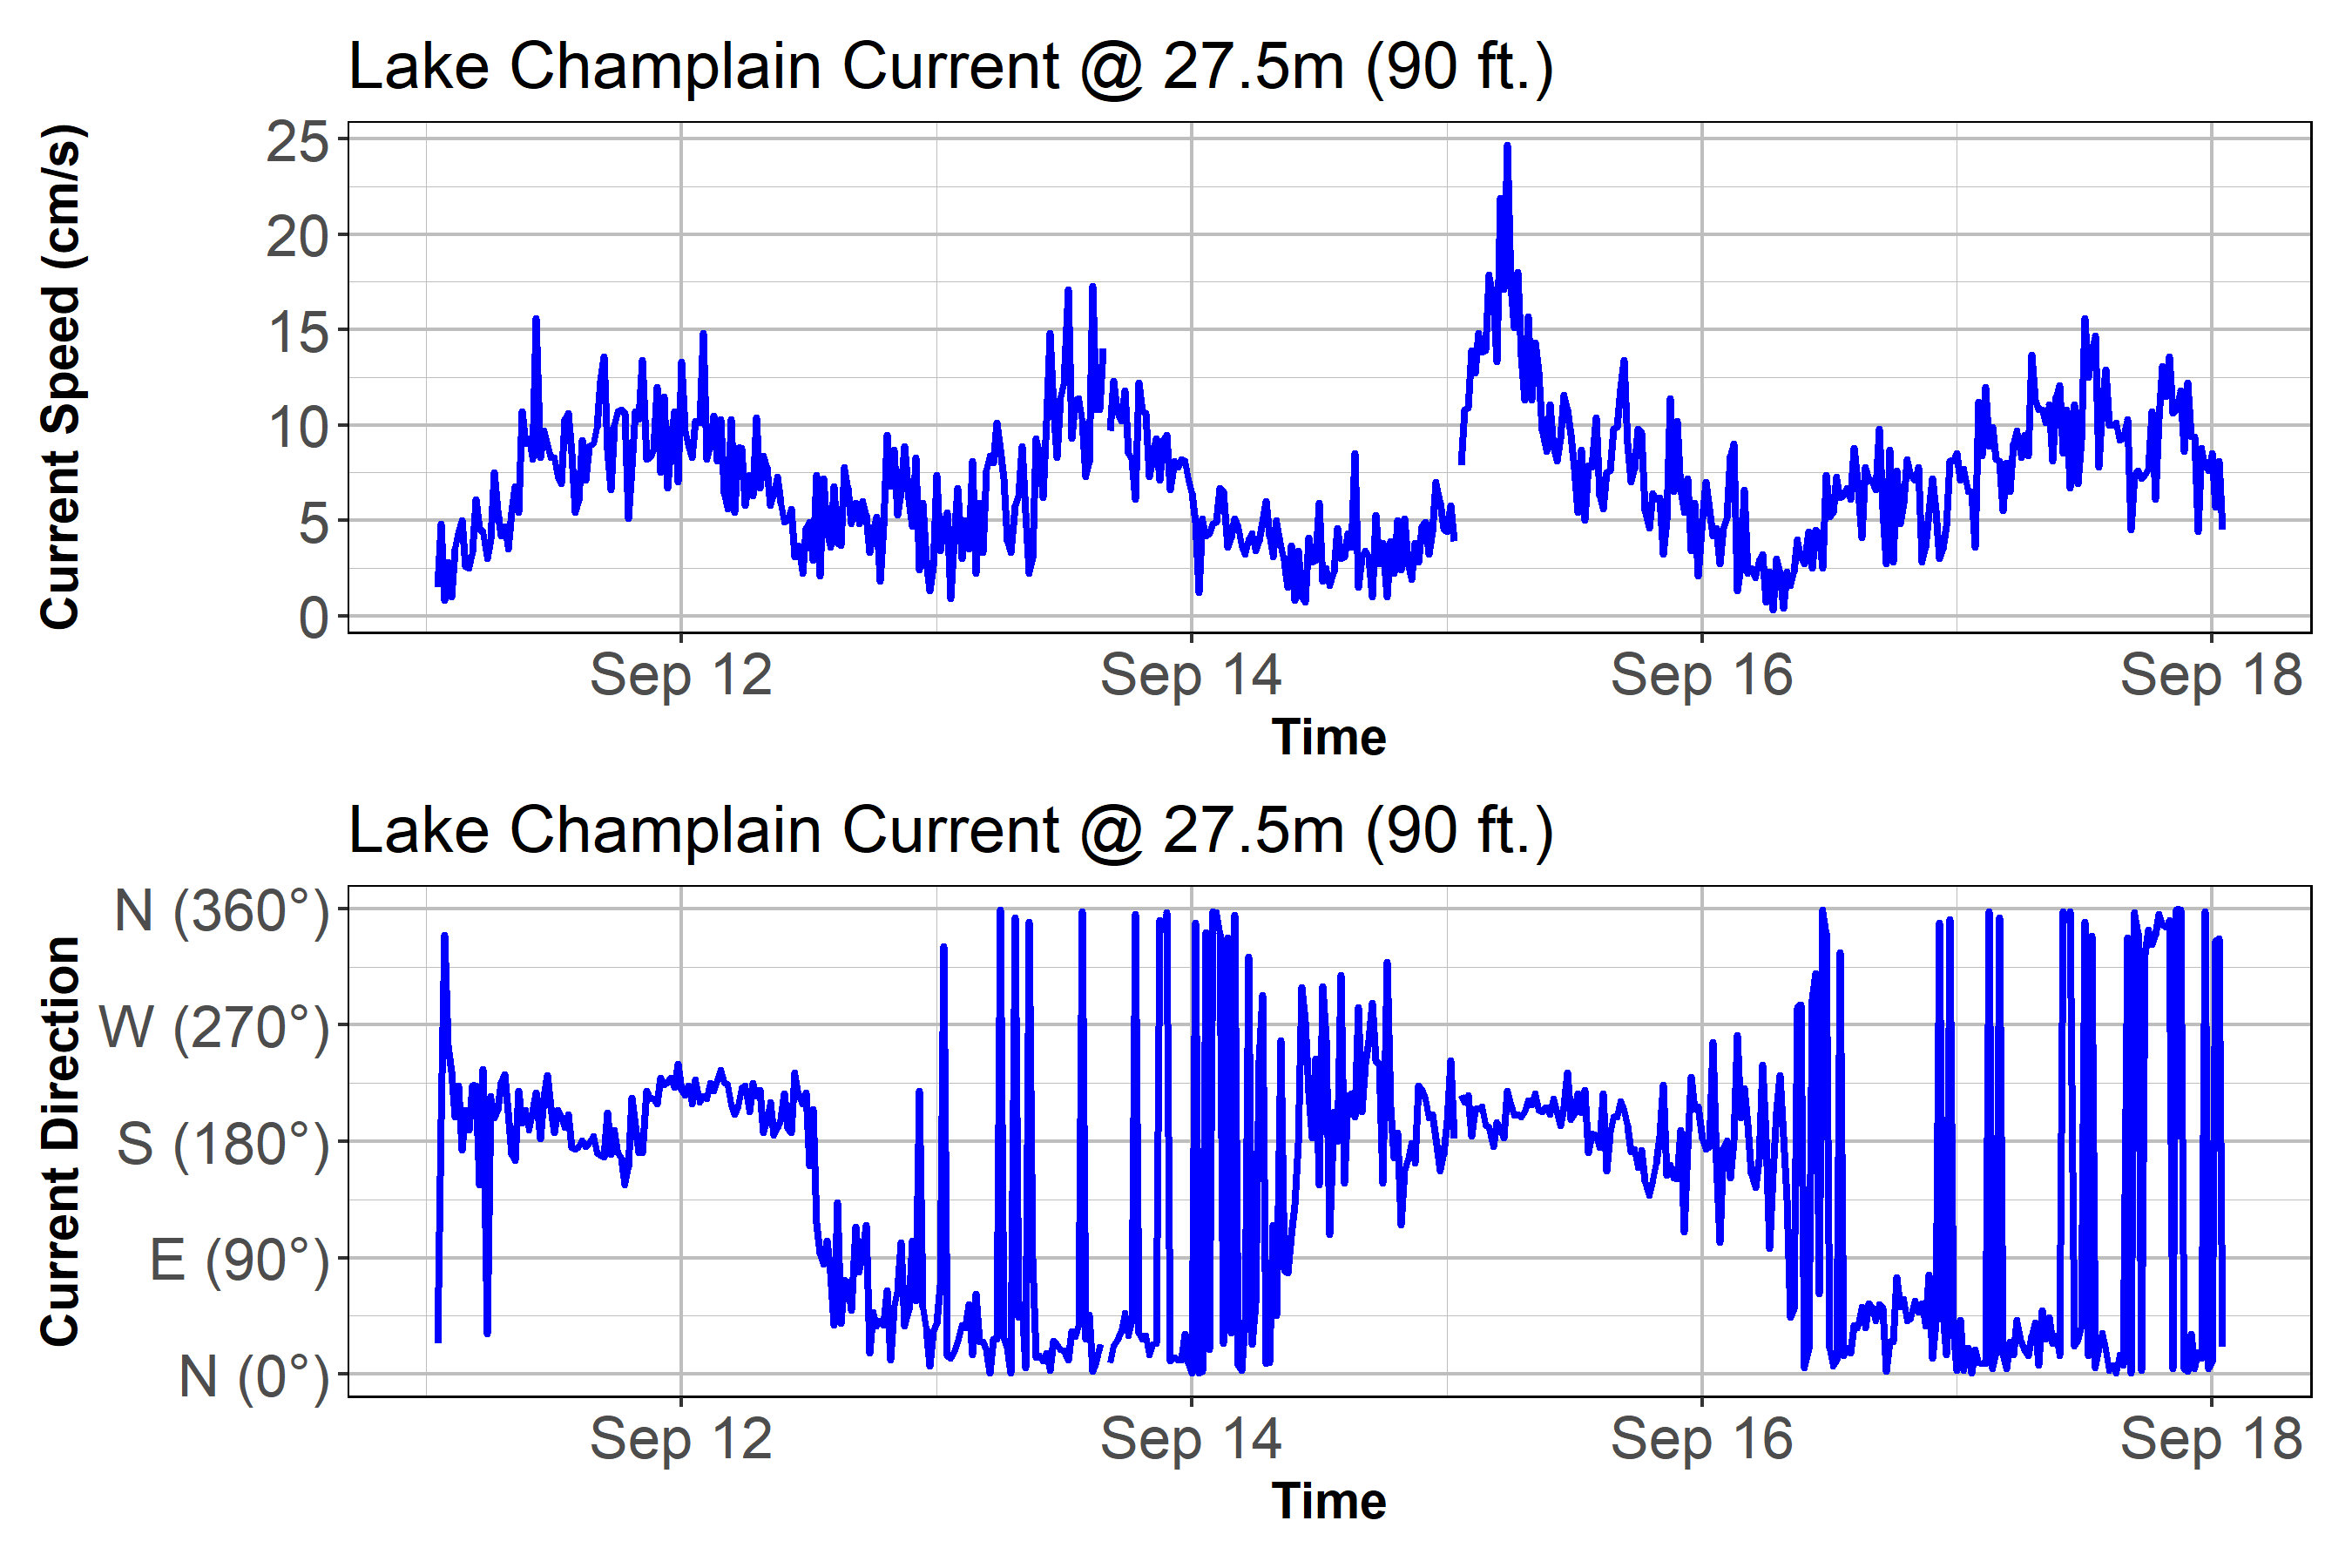 Lake Champlain Current @ 27.5m (90 ft.)
Current Speed (cm/s)
25
20
15
10
5
0
Sep 12 Sep 14 Sep 16 Sep 18
Time
Lake Champlain Current @ 27.5m (90 ft.)
Current Direction
N (360°)
W (270°)
S (180°)
E (90°)
N (0°)
Sep 12 Sep 14 Sep 16 Sep 18
Time